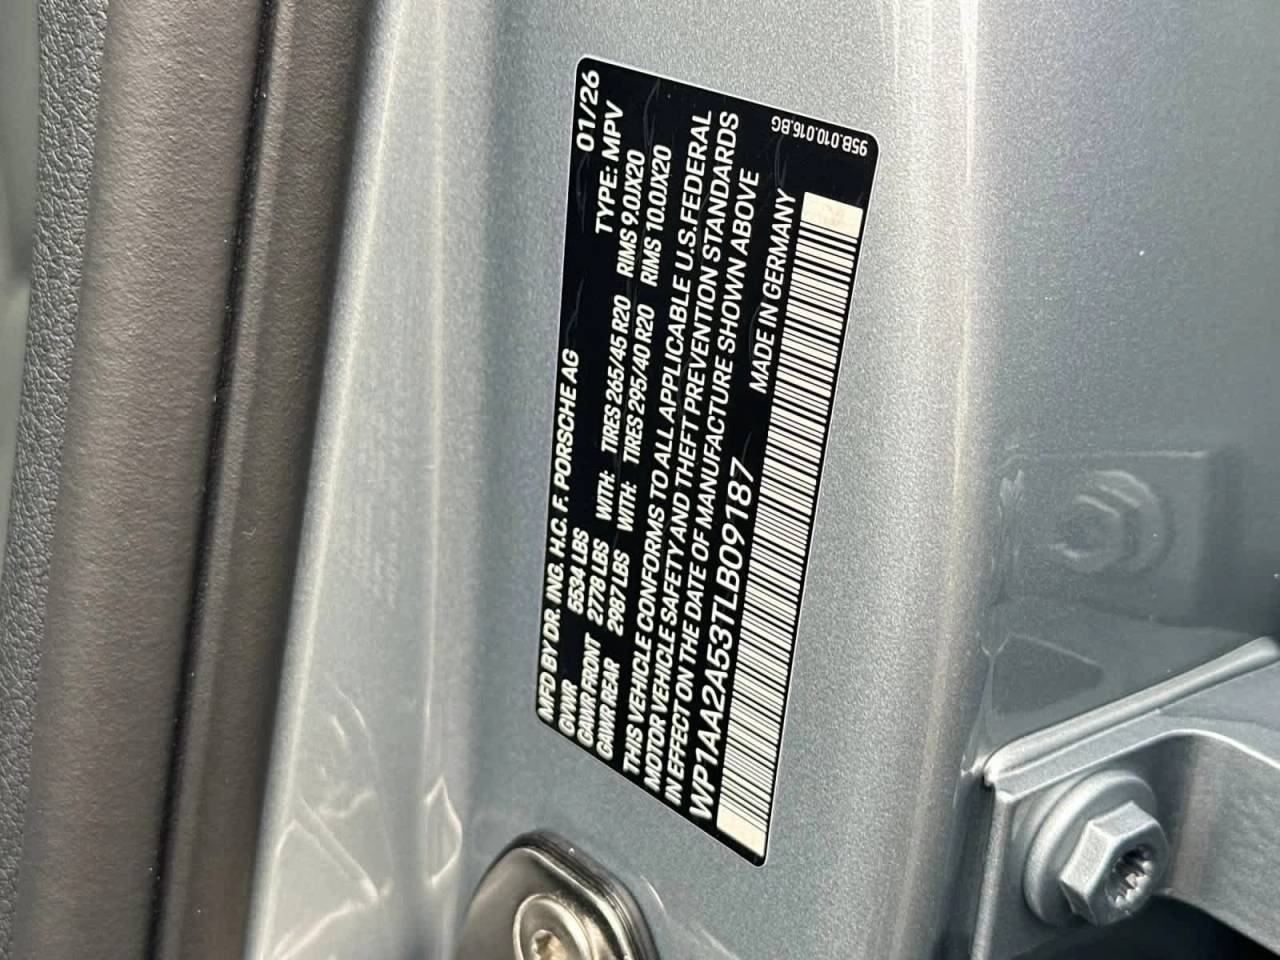 MFD BY DR. ING. H.C. F. PORSCHE AG 01/26
GVWR 5534 LBS TYPE: MPV
GAWR FRONT 2778 LBS WITH: TIRES 265/45 R20 RIMS 9.0JX20
GAWR REAR 2987 LBS WITH: TIRES 295/40 R20 RIMS 10.0JX20
THIS VEHICLE CONFORMS TO ALL APPLICABLE U.S.FEDERAL
MOTOR VEHICLE SAFETY AND THEFT PREVENTION STANDARDS
IN EFFECT ON THE DATE OF MANUFACTURE SHOWN ABOVE
WP1AA2A53TLB09187 MADE IN GERMANY
95B.010.016.BG